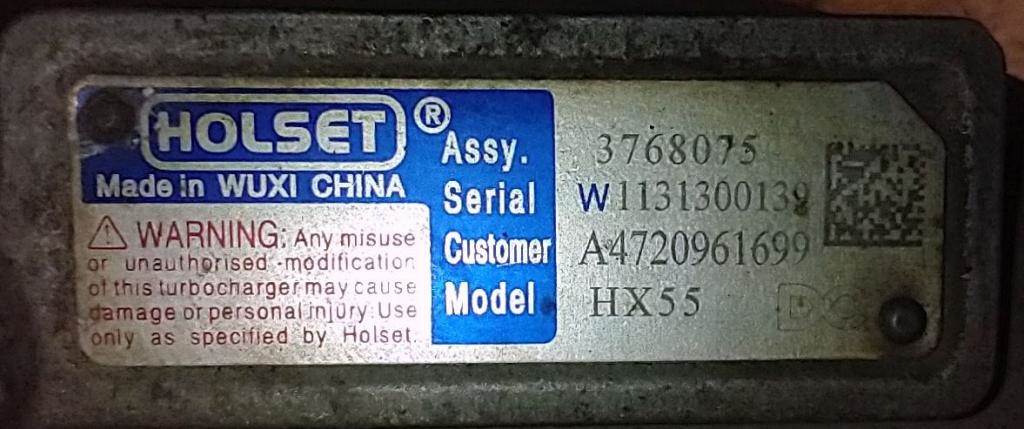 HOLSET ®
Made in WUXI CHINA
WARNING: Any misuse
or unauthorised modification
of this turbocharger may cause
damage or personal injury. Use
only as specified by Holset.
Assy. 3768075
Serial W1131300139
Customer A4720961699
Model HX55